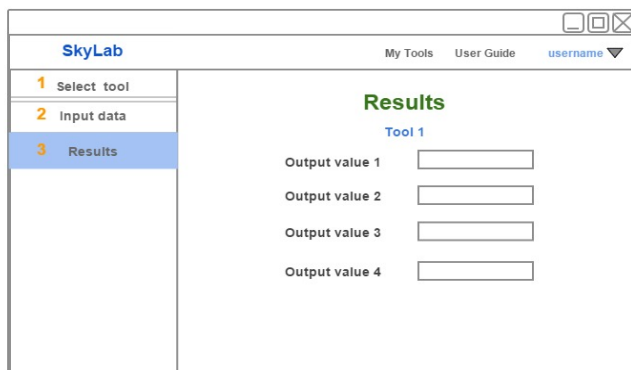 SkyLab
My Tools User Guide username
1 Select tool
2 Input data
3 Results
Results
Tool 1
Output value 1
Output value 2
Output value 3
Output value 4